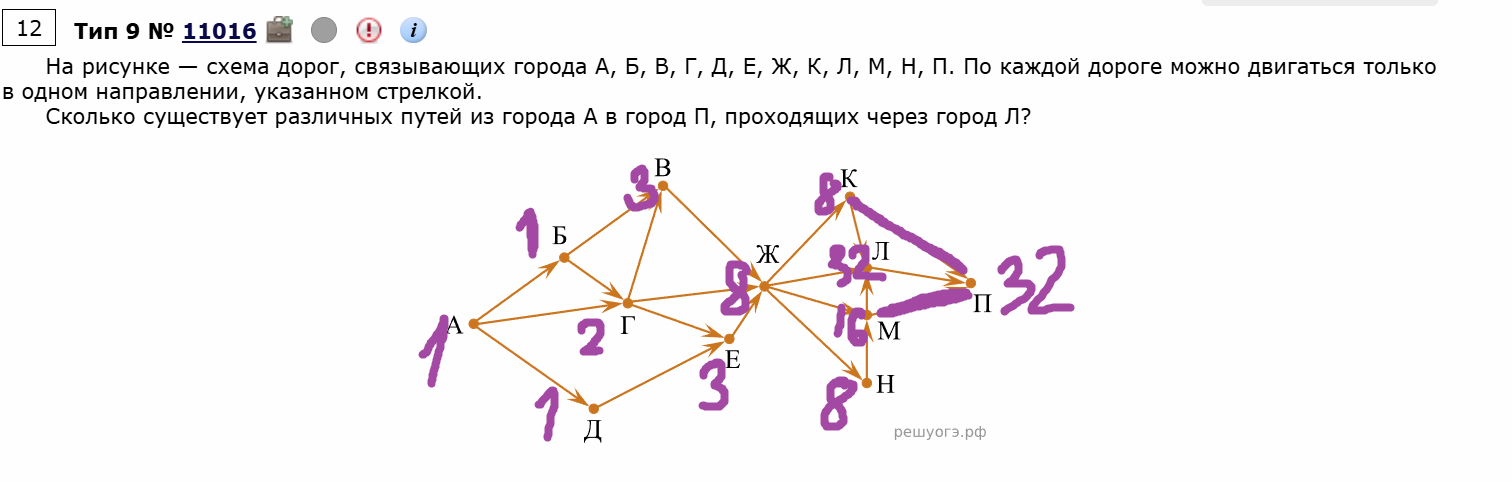 12 Тип 9 № 11016 i
На рисунке — схема дорог, связывающих города А, Б, В, Г, Д, Е, Ж, К, Л, М, Н, П. По каждой дороге можно двигаться только
в одном направлении, указанном стрелкой.
Сколько существует различных путей из города А в город П, проходящих через город Л?
В
3
К
8
1
Б
Ж
Л
32
8
32
П
А
1
Г
2
16
М
Е
3
Н
8
1
Д
решуогэ.рф